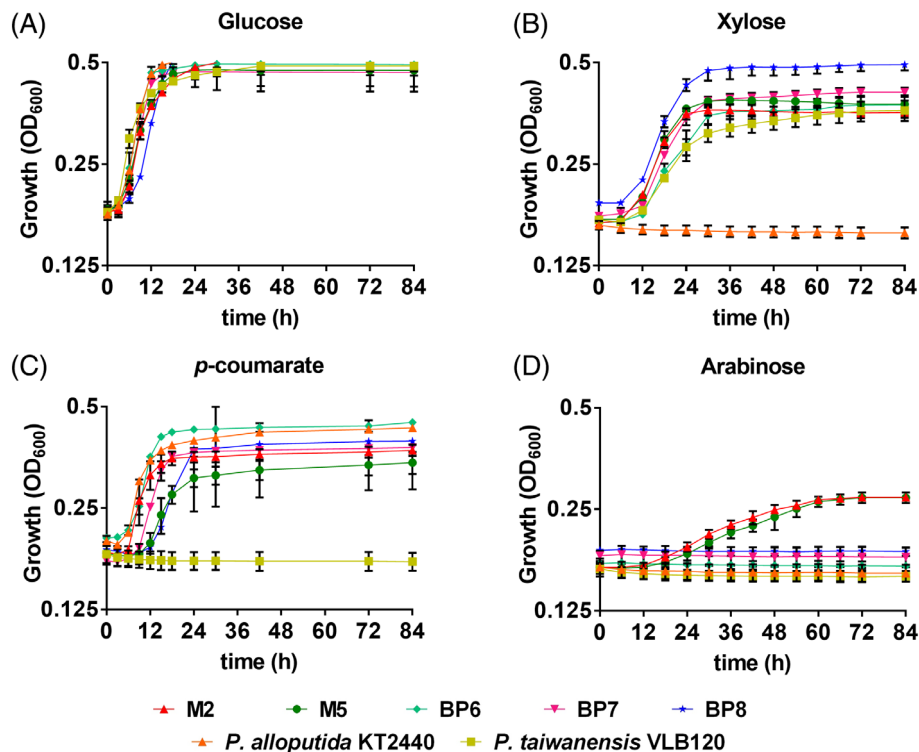 (A) Glucose
Growth (OD600)
0.5
0.25
0.125
0 12 24 36 48 60 72 84
time (h)
(B) Xylose
Growth (OD600)
0.5
0.25
0.125
0 12 24 36 48 60 72 84
time (h)
(C) p-coumarate
Growth (OD600)
0.5
0.25
0.125
0 12 24 36 48 60 72 84
time (h)
(D) Arabinose
Growth (OD600)
0.5
0.25
0.125
0 12 24 36 48 60 72 84
time (h)
M2 M5 BP6 BP7 BP8
P. alloputida KT2440 P. taiwanensis VLB120